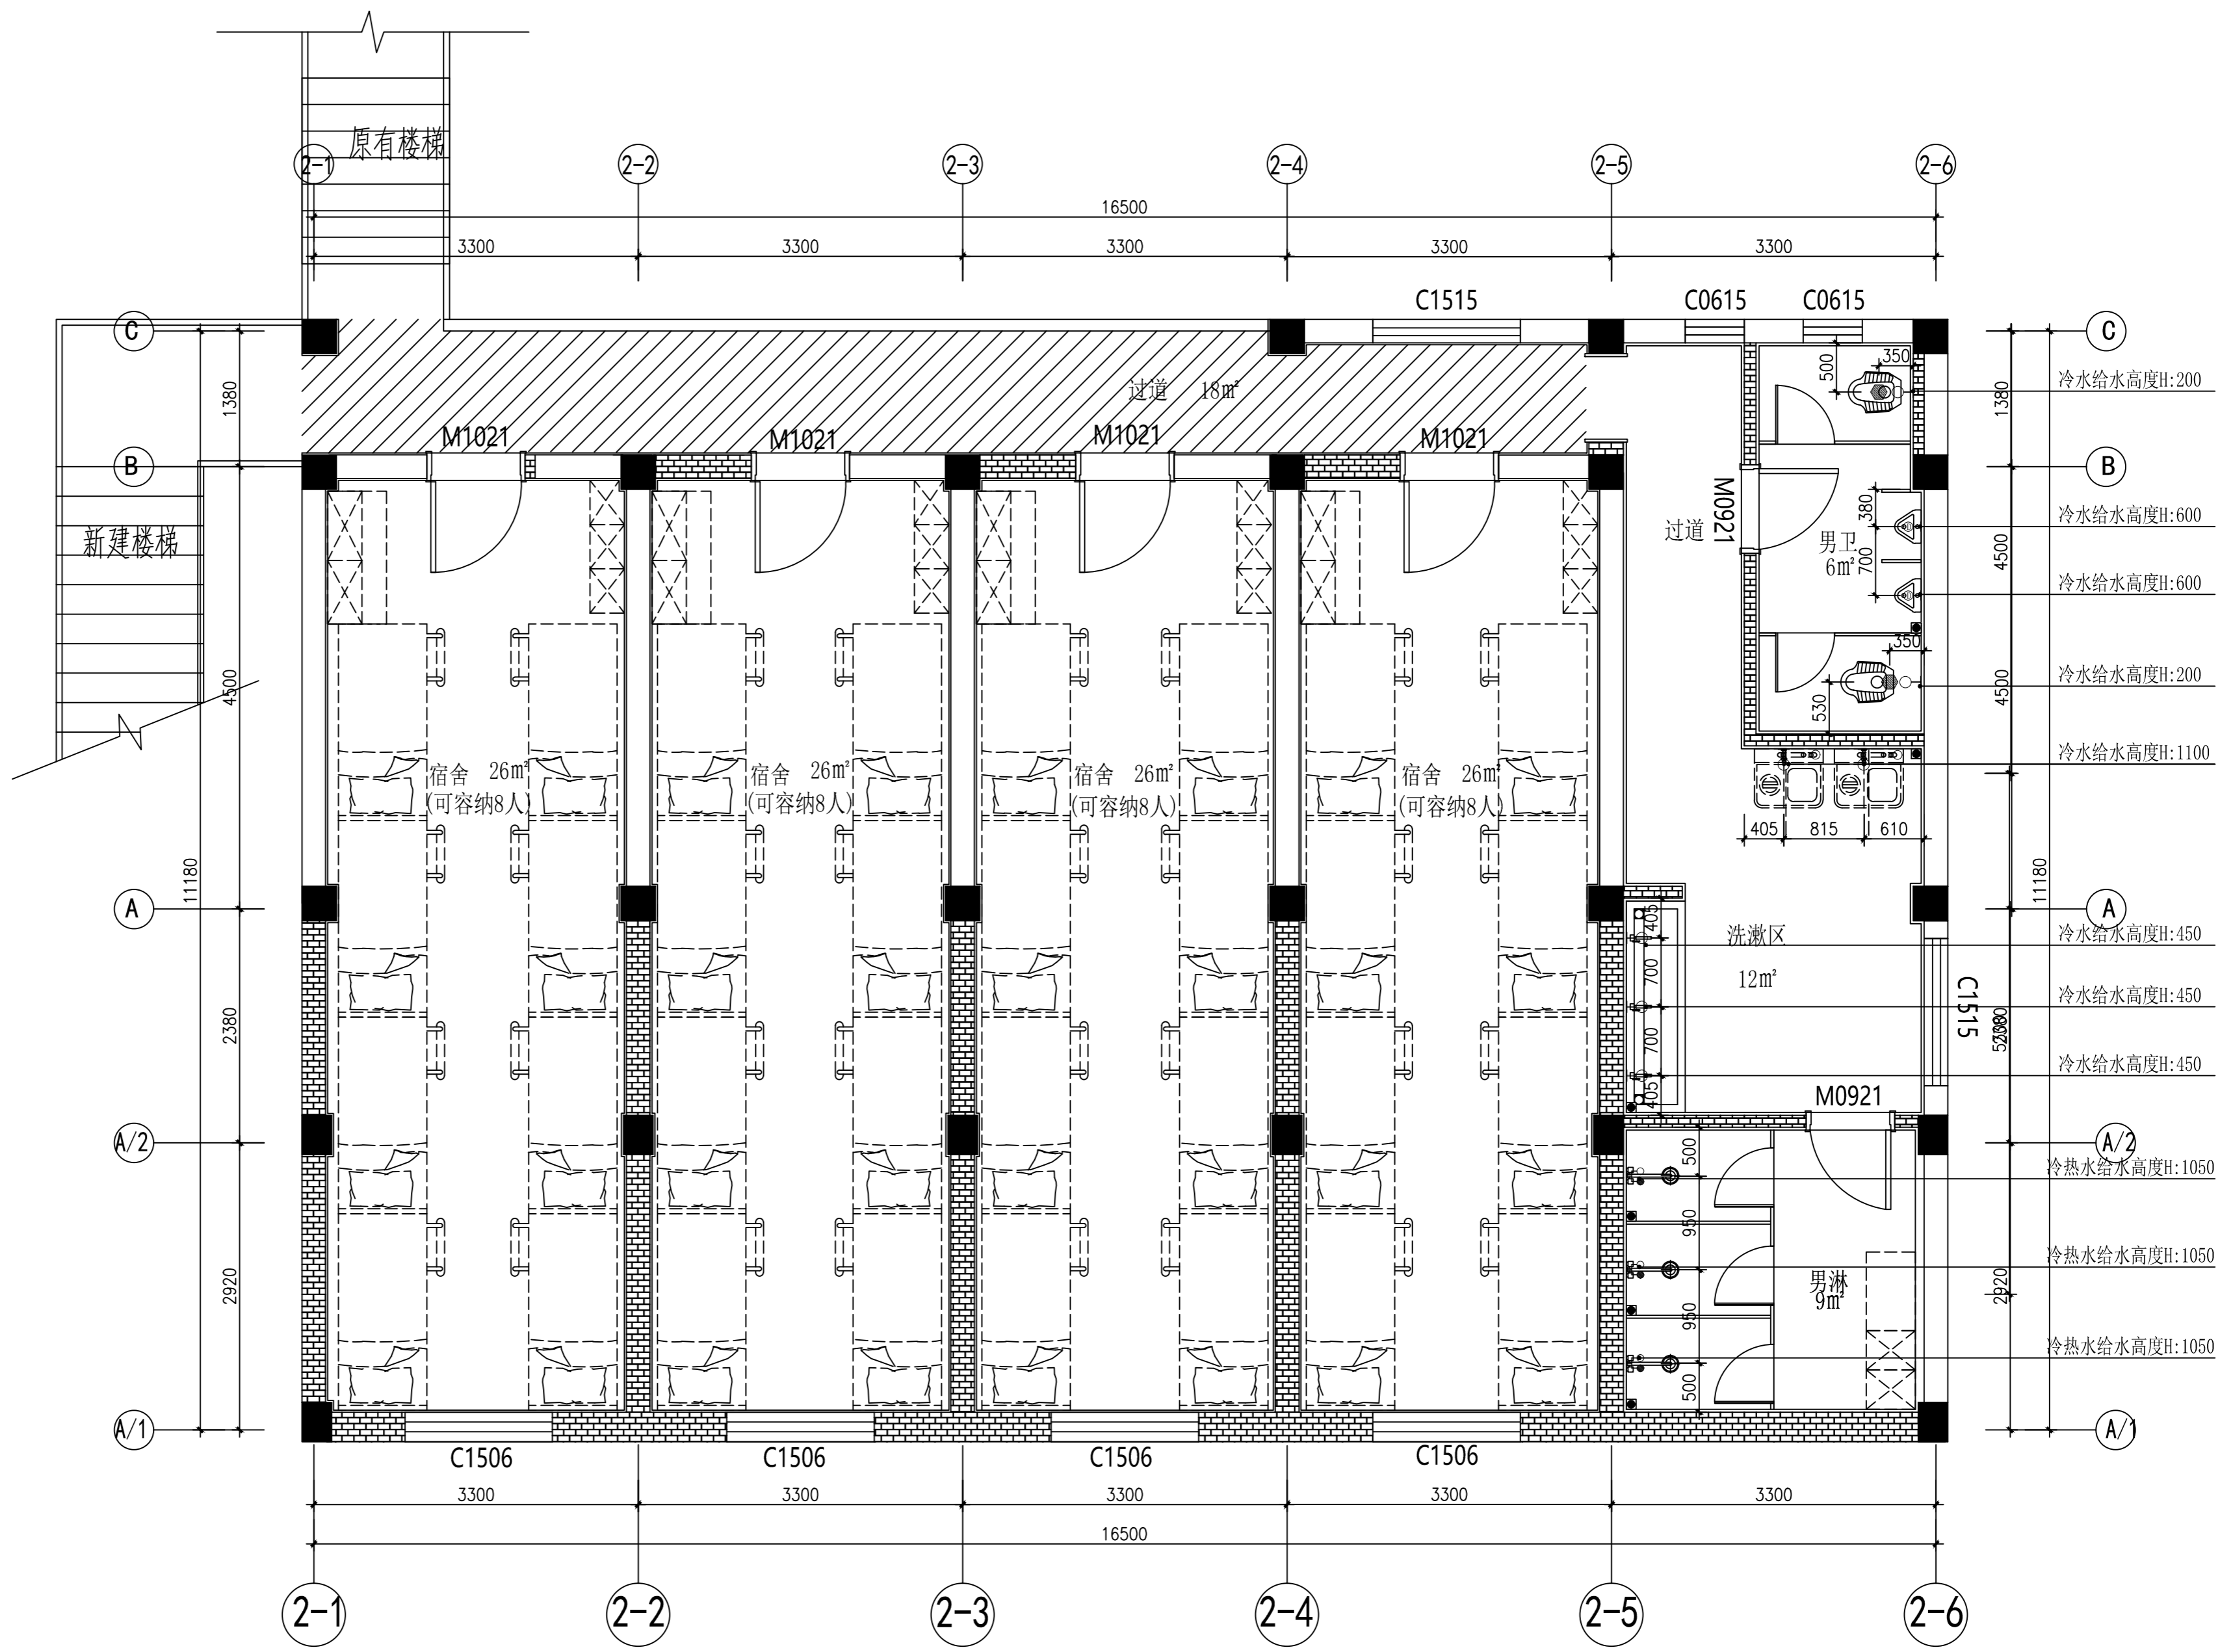 原有楼梯
2-1
2-2
2-3
2-4
2-5
2-6
16500
3300
3300
3300
3300
3300
C1515
C0615
C0615
C
C
350
500
冷水给水高度H:200
1380
1380
过道 18㎡
M1021
M1021
M1021
M1021
B
B
M0921
380
冷水给水高度H:600
过道
男卫
6㎡
新建楼梯
4500
700
冷水给水高度H:600
350
4500
4500
530
冷水给水高度H:200
冷水给水高度H:1100
宿舍 26㎡
(可容纳8人)
宿舍 26㎡
(可容纳8人)
宿舍 26㎡
(可容纳8人)
宿舍 26㎡
(可容纳8人)
405
815
610
11180
11180
A
A
405
洗漱区
12㎡
冷水给水高度H:450
700
冷水给水高度H:450
C1515
2380
700
冷水给水高度H:450
405
M0921
A/2
A/2
500
冷热水给水高度H:1050
950
冷热水给水高度H:1050
男淋
9㎡
2920
2920
950
冷热水给水高度H:1050
500
A/1
A/1
C1506
C1506
C1506
C1506
3300
3300
3300
3300
3300
16500
2-1
2-2
2-3
2-4
2-5
2-6